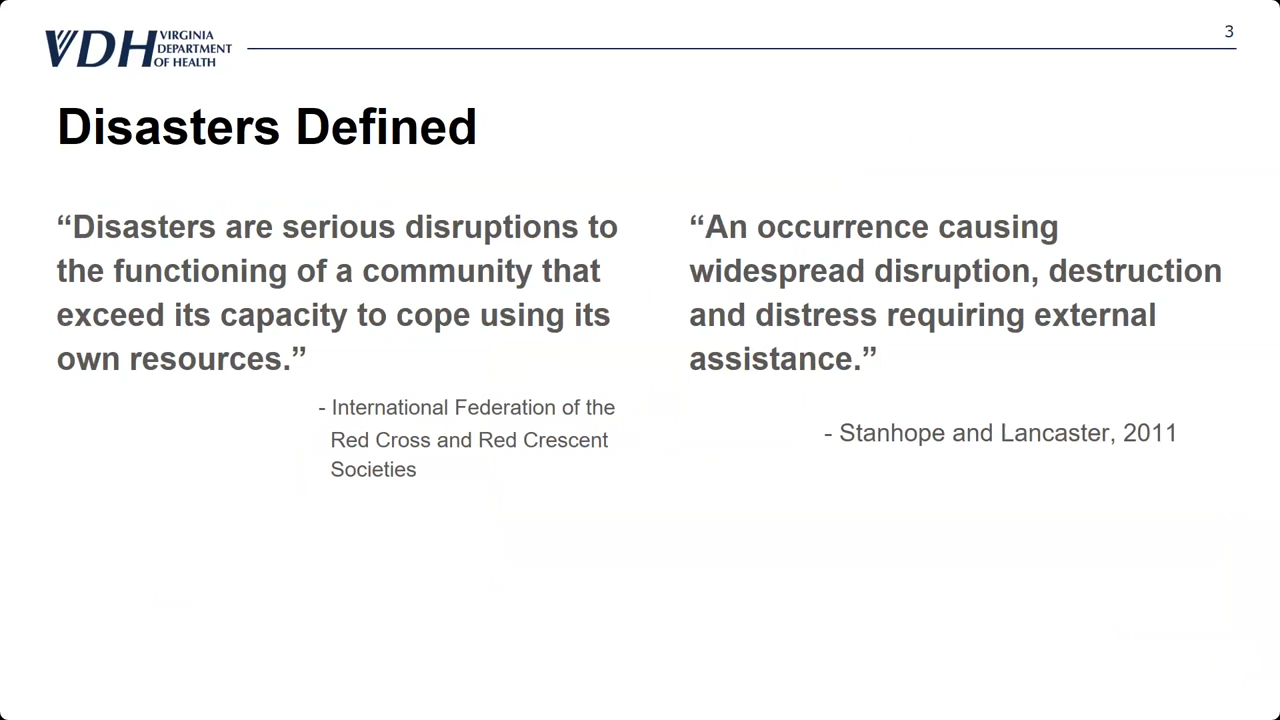 VDH VIRGINIA
DEPARTMENT
OF HEALTH
3
Disasters Defined
“Disasters are serious disruptions to
the functioning of a community that
exceed its capacity to cope using its
own resources.”
- International Federation of the
Red Cross and Red Crescent
Societies
“An occurrence causing
widespread disruption, destruction
and distress requiring external
assistance.”
- Stanhope and Lancaster, 2011